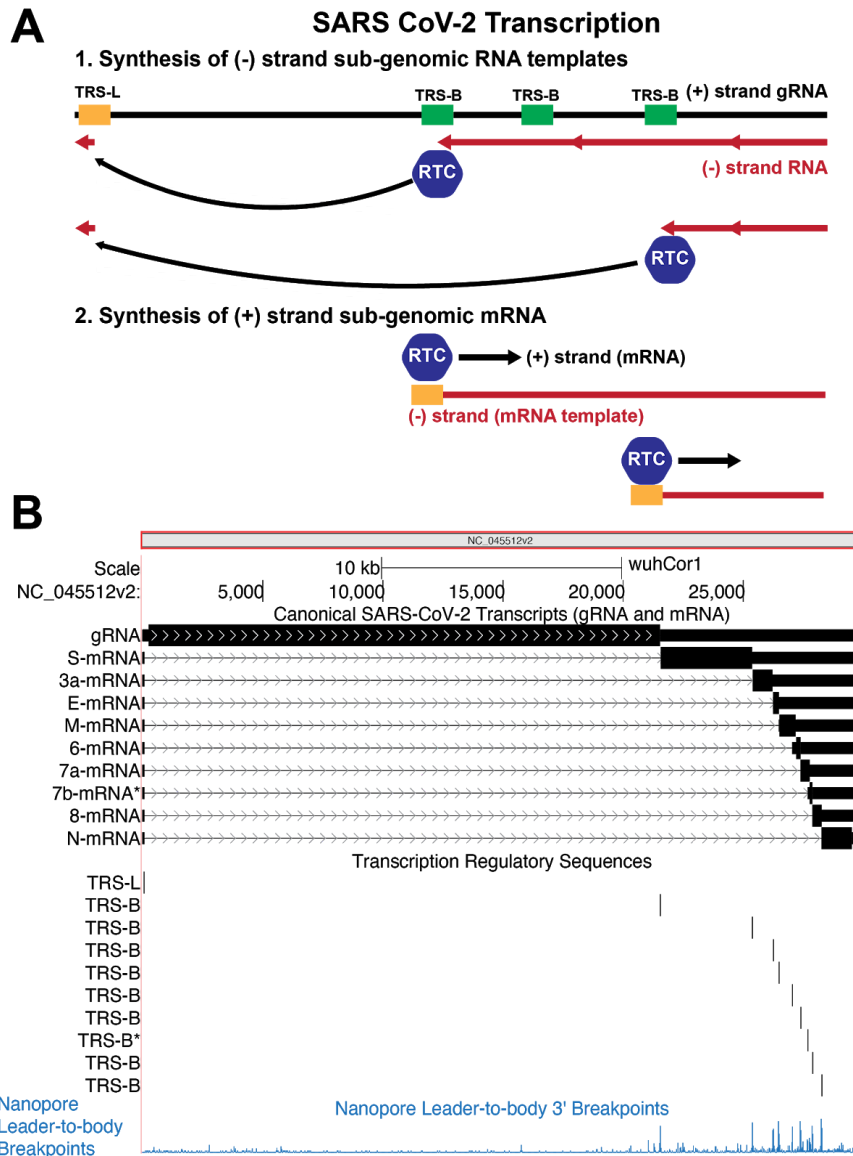 A
SARS CoV-2 Transcription
1. Synthesis of (-) strand sub-genomic RNA templates
TRS-L
TRS-B
TRS-B
TRS-B
(+) strand gRNA
RTC
(-) strand RNA
RTC
2. Synthesis of (+) strand sub-genomic mRNA
RTC
(+) strand (mRNA)
(-) strand (mRNA template)
RTC
B
NC_045512v2
Scale
10 kb
wuhCor1
NC_045512v2:
5,000
10,000
15,000
20,000
25,000
Canonical SARS-CoV-2 Transcripts (gRNA and mRNA)
gRNA
S-mRNA
3a-mRNA
E-mRNA
M-mRNA
6-mRNA
7a-mRNA
7b-mRNA*
8-mRNA
N-mRNA
Transcription Regulatory Sequences
TRS-L
TRS-B
TRS-B
TRS-B
TRS-B
TRS-B
TRS-B
TRS-B*
TRS-B
TRS-B
Nanopore
Leader-to-body
Breakpoints
Nanopore Leader-to-body 3' Breakpoints